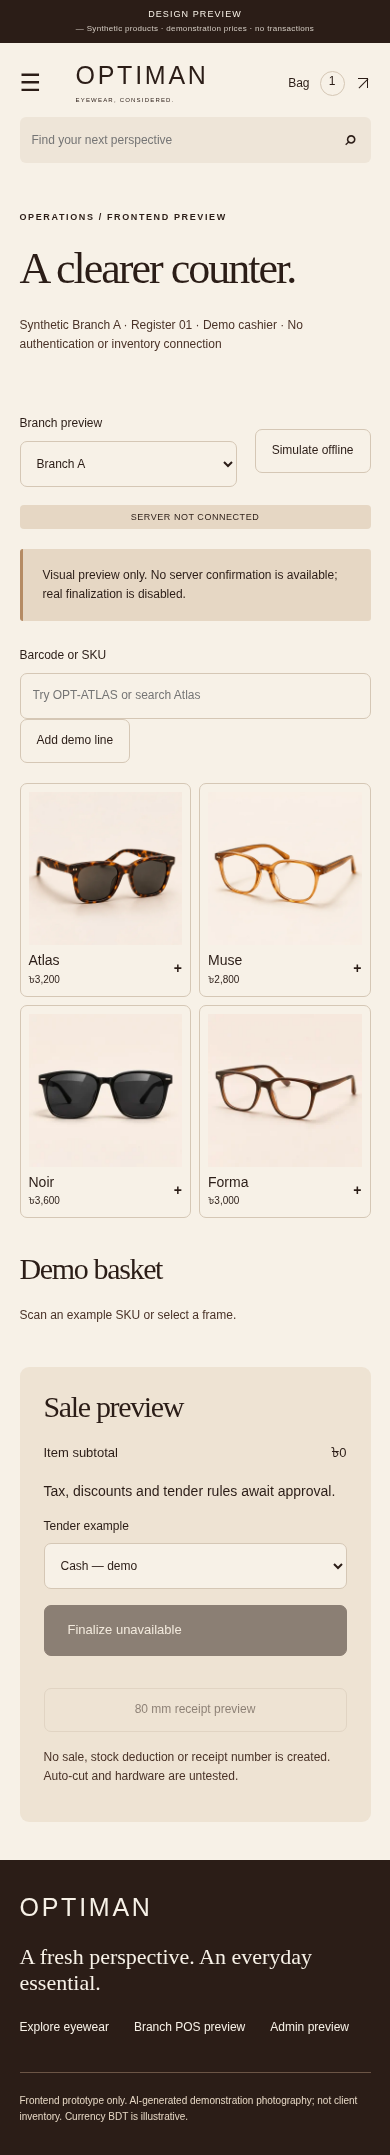 DESIGN PREVIEW
— Synthetic products · demonstration prices · no transactions
OPTIMAN
EYEWEAR, CONSIDERED.
Bag 1
Find your next perspective
OPERATIONS / FRONTEND PREVIEW
A clearer counter.
Synthetic Branch A · Register 01 · Demo cashier · No
authentication or inventory connection
Branch preview
Branch A
Simulate offline
SERVER NOT CONNECTED
Visual preview only. No server confirmation is available;
real finalization is disabled.
Barcode or SKU
Try OPT-ATLAS or search Atlas
Add demo line
Atlas
৳3,200
+
Muse
৳2,800
+
Noir
৳3,600
+
Forma
৳3,000
+
Demo basket
Scan an example SKU or select a frame.
Sale preview
Item subtotal ৳0
Tax, discounts and tender rules await approval.
Tender example
Cash — demo
Finalize unavailable
80 mm receipt preview
No sale, stock deduction or receipt number is created.
Auto-cut and hardware are untested.
OPTIMAN
A fresh perspective. An everyday
essential.
Explore eyewear Branch POS preview Admin preview
Frontend prototype only. AI-generated demonstration photography; not client
inventory. Currency BDT is illustrative.